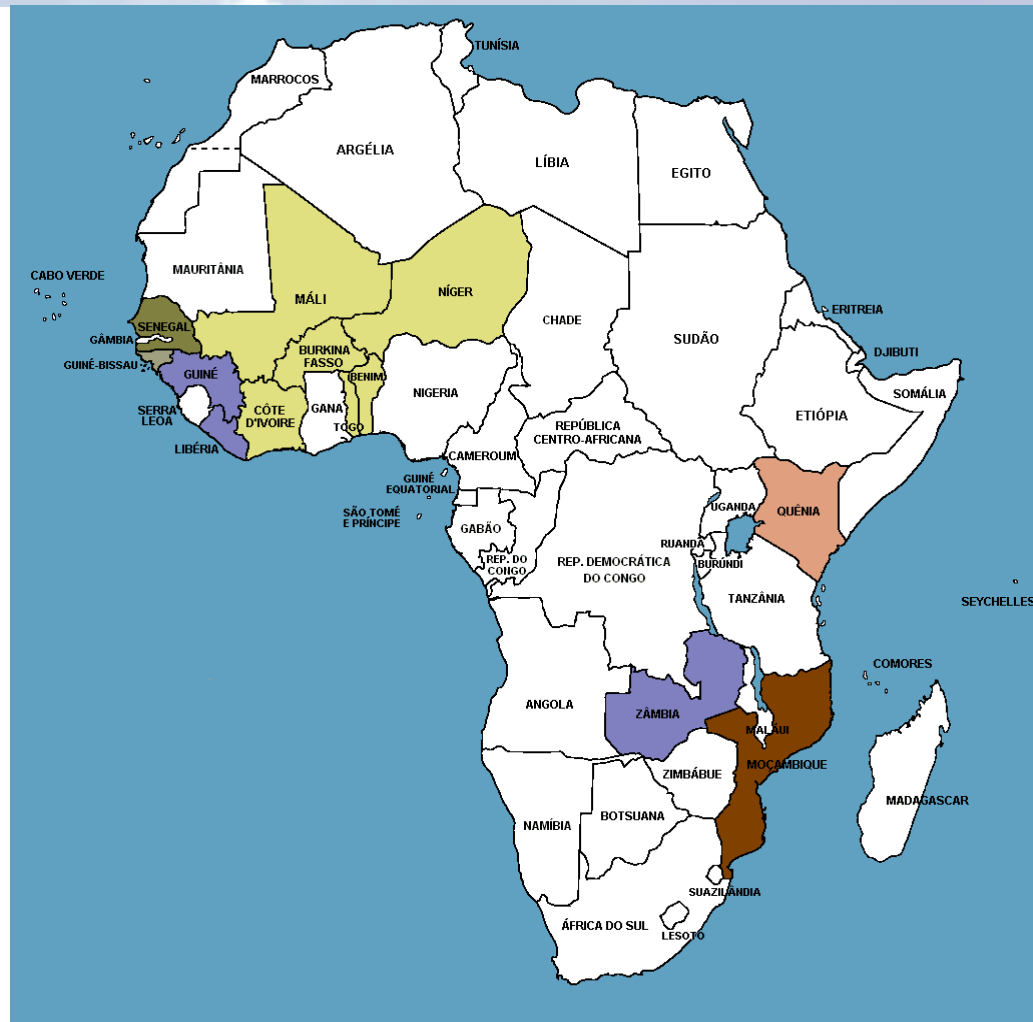 TUNÍSIA
MARROCOS
ARGÉLIA
LÍBIA
EGITO
MAURITÂNIA
CABO VERDE
MÁLI
NÍGER
CHADE
SUDÃO
ERITREIA
DJIBUTI
SENEGAL
GÂMBIA
GUINÉ-BISSAU
GUINÉ
BURKINA
FASSO
BENIM
NIGERIA
SOMÁLIA
ETIÓPIA
SERRA
LEOA
CÔTE
D'IVOIRE
GANA
TOGO
LIBÉRIA
REPÚBLICA
CENTRO-AFRICANA
CAMEROUM
GUINÉ
EQUATORIAL
SÃO TOMÉ
E PRÍNCIPE
GABÃO
REP. DO
CONGO
REP. DEMOCRÁTICA
DO CONGO
UGANDA
QUÊNIA
RUANDA
BURÚNDI
TANZÂNIA
SEYCHELLES
COMORES
ANGOLA
ZÂMBIA
MALÁUI
MOÇAMBIQUE
ZIMBÁBUE
MADAGASCAR
NAMÍBIA
BOTSUANA
SUAZILÂNDIA
ÁFRICA DO SUL
LESOTO